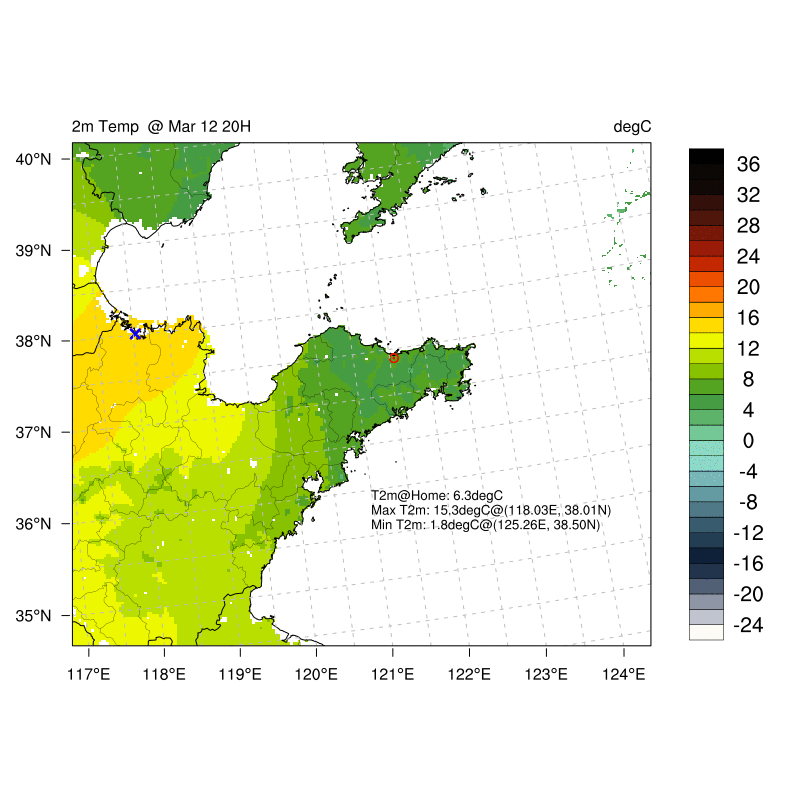 2m Temp @ Mar 12 20H
degC
40°N
39°N
38°N
37°N
36°N
35°N
117°E
118°E
119°E
120°E
121°E
122°E
123°E
124°E
T2m@Home: 6.3degC
Max T2m: 15.3degC@(118.03E, 38.01N)
Min T2m: 1.8degC@(125.26E, 38.50N)
36
32
28
24
20
16
12
8
4
0
-4
-8
-12
-16
-20
-24